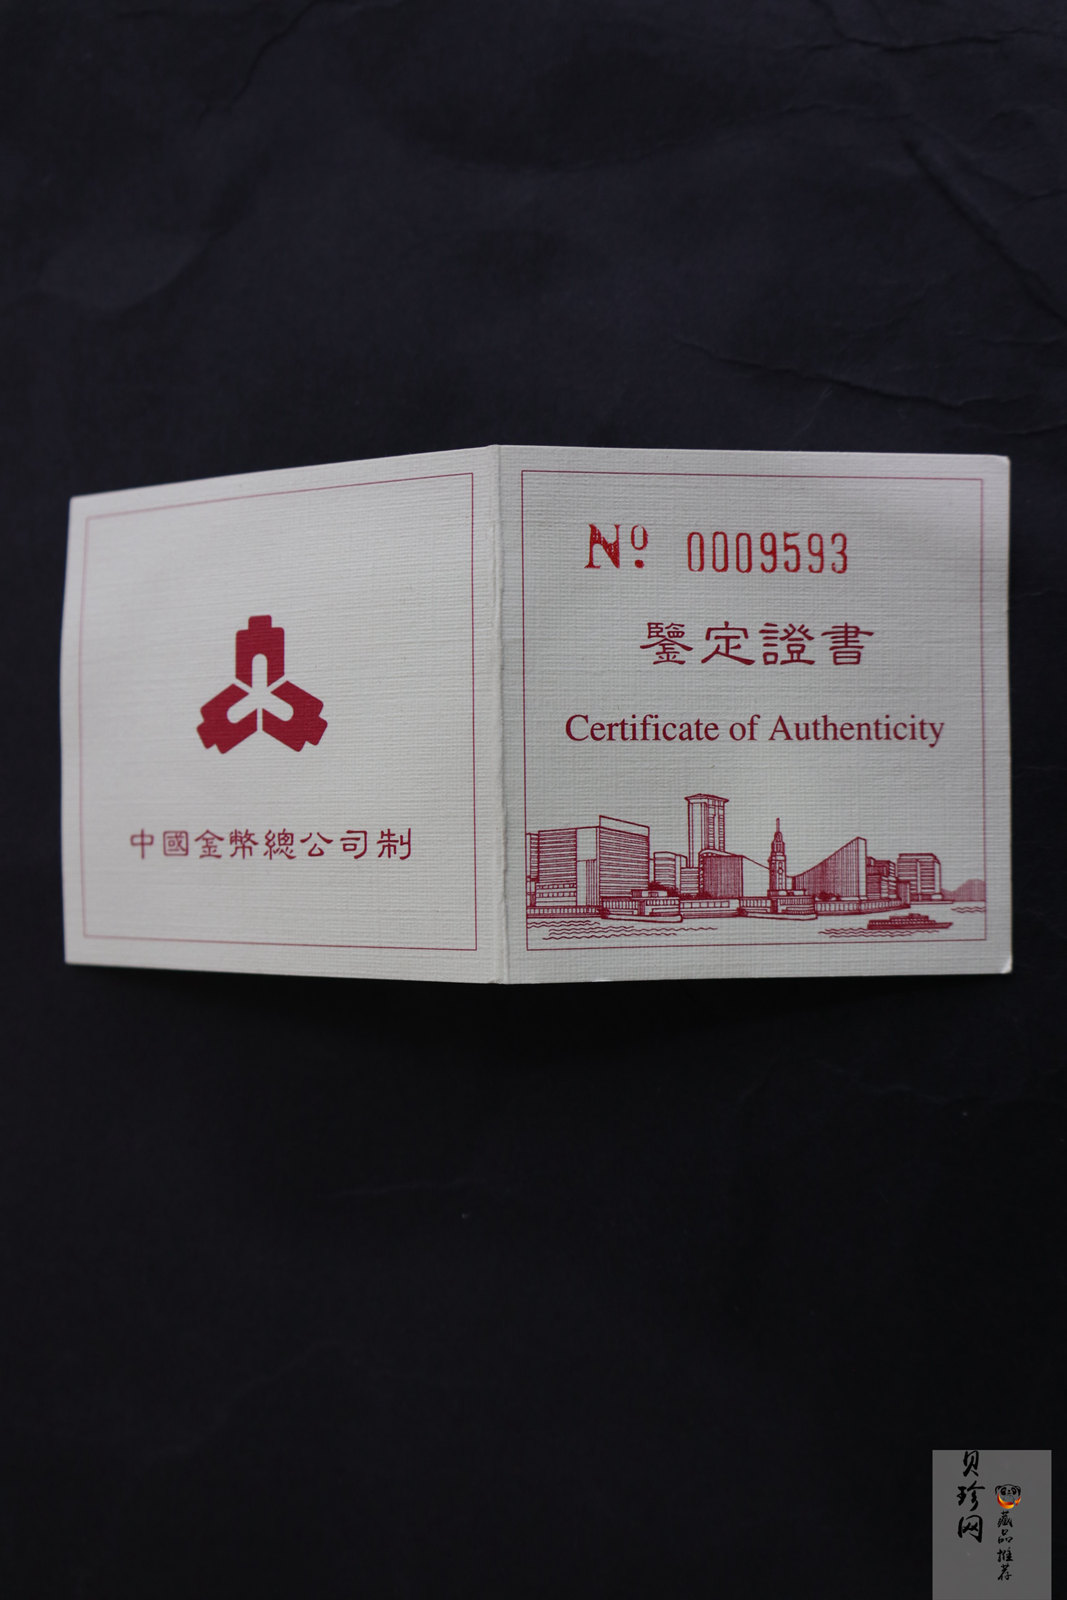 中國金幣總公司制
Nº 0009593
鑒定證書
Certificate of Authenticity
贝珍网
藏品推荐